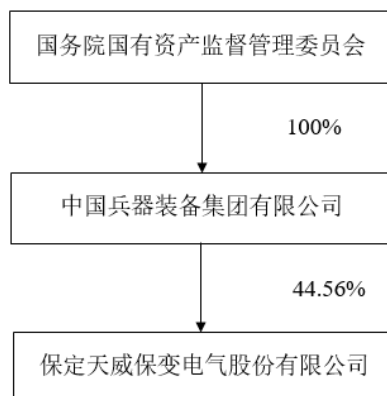 国务院国有资产监督管理委员会
100%
中国兵器装备集团有限公司
44.56%
保定天威保变电气股份有限公司